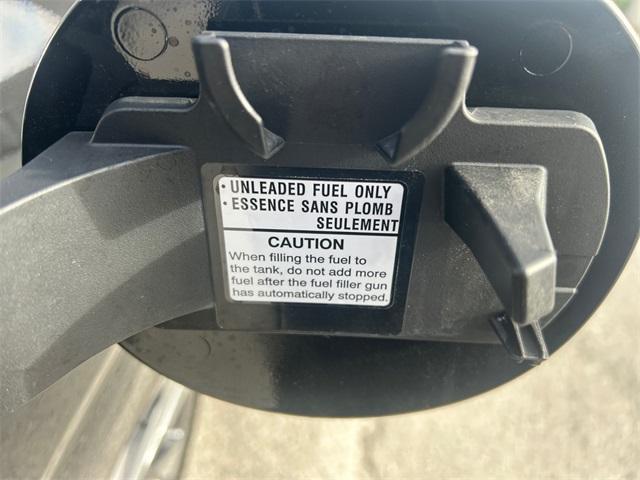 • UNLEADED FUEL ONLY
• ESSENCE SANS PLOMB
SEULEMENT
CAUTION
When filling the fuel to
the tank, do not add more
fuel after the fuel filler gun
has automatically stopped.